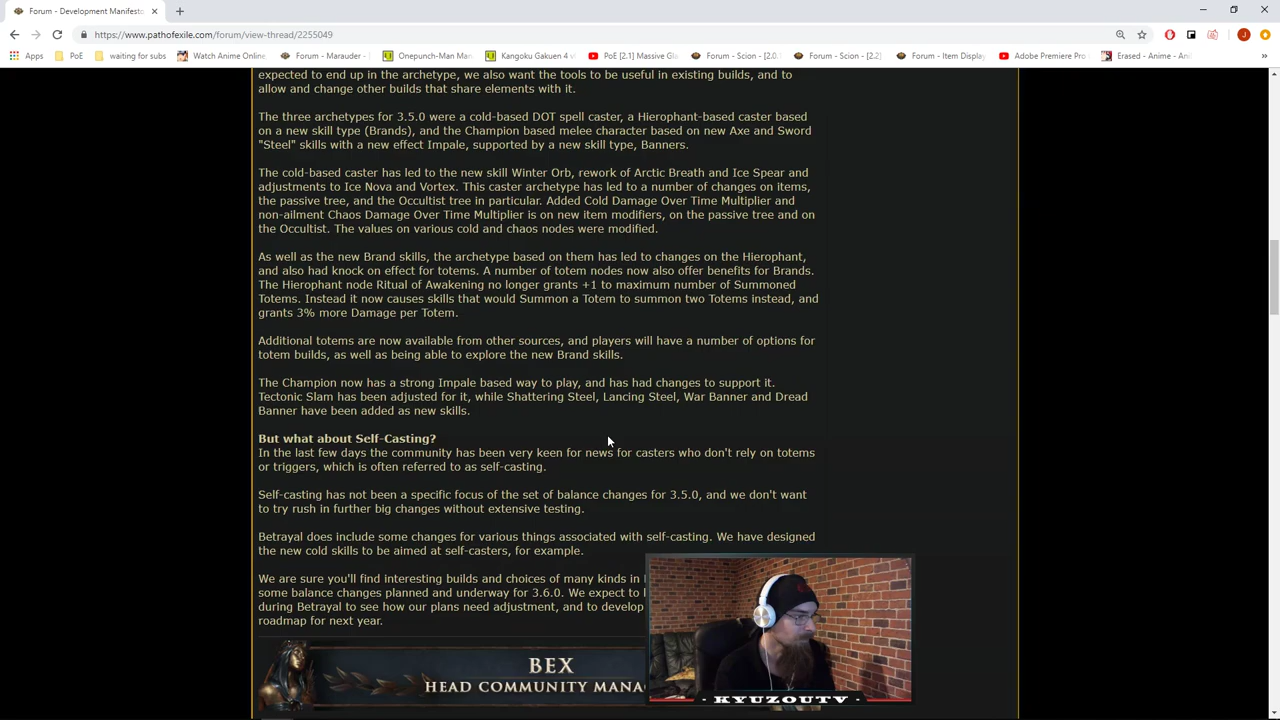 Forum - Development Manifesto
https://www.pathofexile.com/forum/view-thread/2255049
Apps PoE waiting for subs Watch Anime Online Forum - Marauder - Onepunch-Man Man Kangoku Gakuen 4 PoE [2.1] Massive Forum - Scion - [2.0. Forum - Scion - [2.2] Forum - Item Display Adobe Premiere Pro Erased - Anime - An
expected to end up in the archetype, we also want the tools to be useful in existing builds, and to
allow and change other builds that share elements with it.
The three archetypes for 3.5.0 were a cold-based DOT spell caster, a Hierophant-based caster based
on a new skill type (Brands), and the Champion based melee character based on new Axe and Sword
"Steel" skills with a new effect Impale, supported by a new skill type, Banners.
The cold-based caster has led to the new skill Winter Orb, rework of Arctic Breath and Ice Spear and
adjustments to Ice Nova and Vortex. This caster archetype has led to a number of changes on items,
the passive tree, and the Occultist tree in particular. Added Cold Damage Over Time Multiplier and
non-ailment Chaos Damage Over Time Multiplier is on new item modifiers, on the passive tree and on
the Occultist. The values on various cold and chaos nodes were modified.
As well as the new Brand skills, the archetype based on them has led to changes on the Hierophant,
and also had knock on effect for totems. A number of totem nodes now also offer benefits for Brands.
The Hierophant node Ritual of Awakening no longer grants +1 to maximum number of Summoned
Totems. Instead it now causes skills that would Summon a Totem to summon two Totems instead, and
grants 3% more Damage per Totem.
Additional totems are now available from other sources, and players will have a number of options for
totem builds, as well as being able to explore the new Brand skills.
The Champion now has a strong Impale based way to play, and has had changes to support it.
Tectonic Slam has been adjusted for it, while Shattering Steel, Lancing Steel, War Banner and Dread
Banner have been added as new skills.
But what about Self-Casting?
In the last few days the community has been very keen for news for casters who don't rely on totems
or triggers, which is often referred to as self-casting.
Self-casting has not been a specific focus of the set of balance changes for 3.5.0, and we don't want
to try rush in further big changes without extensive testing.
Betrayal does include some changes for various things associated with self-casting. We have designed
the new cold skills to be aimed at self-casters, for example.
We are sure you'll find interesting builds and choices of many kinds in
some balance changes planned and underway for 3.6.0. We expect to
during Betrayal to see how our plans need adjustment, and to develop
roadmap for next year.
BEX
HEAD COMMUNITY MANA
- KYUZOUTV -